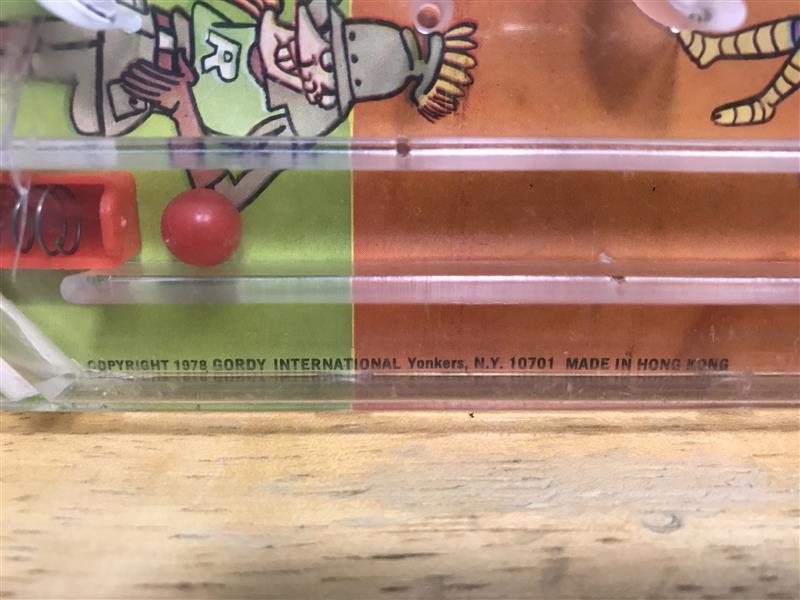 R
COPYRIGHT 1978 GORDY INTERNATIONAL Yonkers, N.Y. 10701 MADE IN HONG KONG